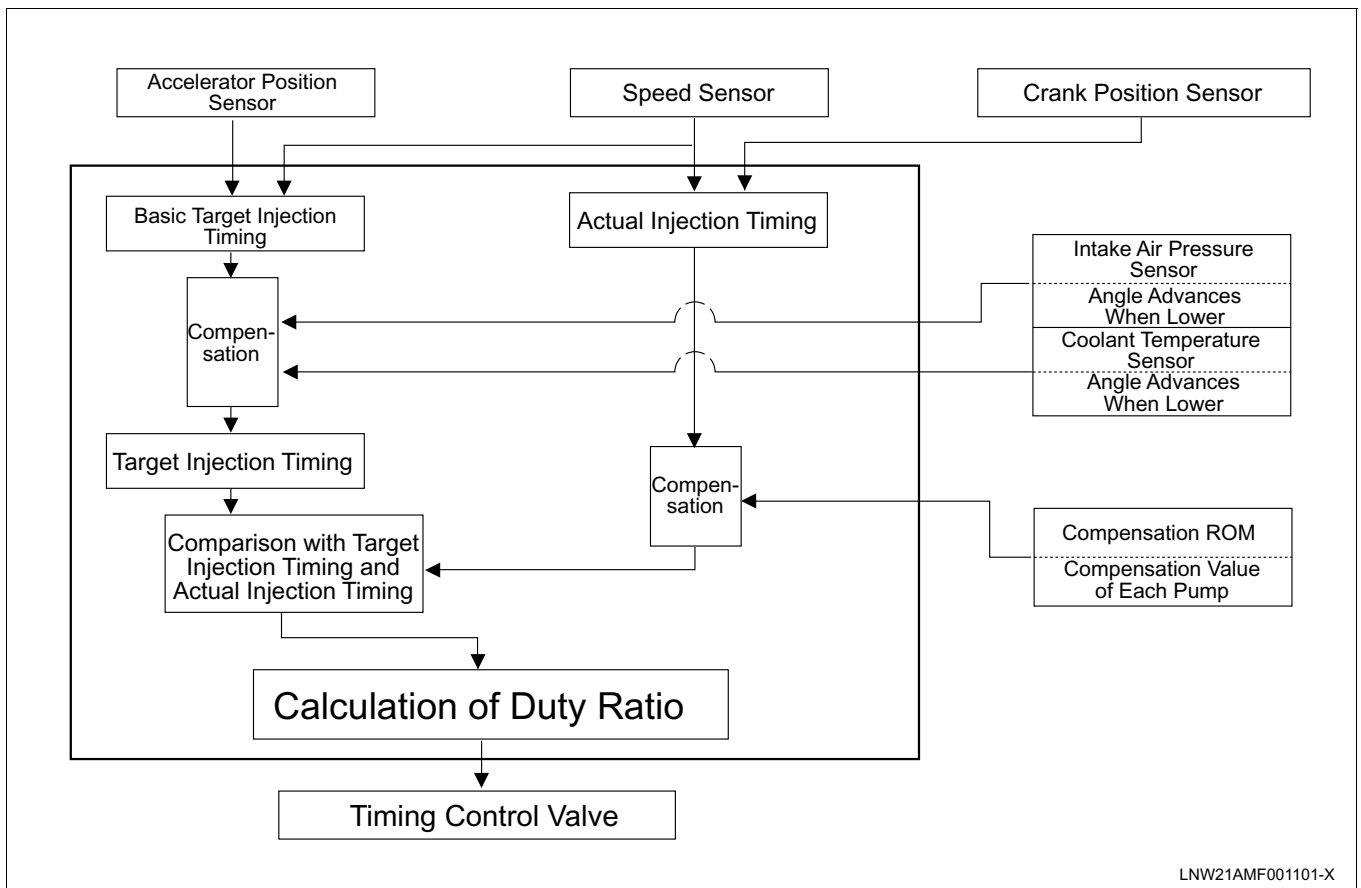 Accelerator Position
Sensor
Speed Sensor
Crank Position Sensor
Basic Target Injection
Timing
Actual Injection Timing
Intake Air Pressure
Sensor
Angle Advances
When Lower
Coolant Temperature
Sensor
Angle Advances
When Lower
Compen-
sation
Target Injection Timing
Compen-
sation
Comparison with Target
Injection Timing and
Actual Injection Timing
Compensation ROM
Compensation Value
of Each Pump
Calculation of Duty Ratio
Timing Control Valve
LNW21AMF001101-X